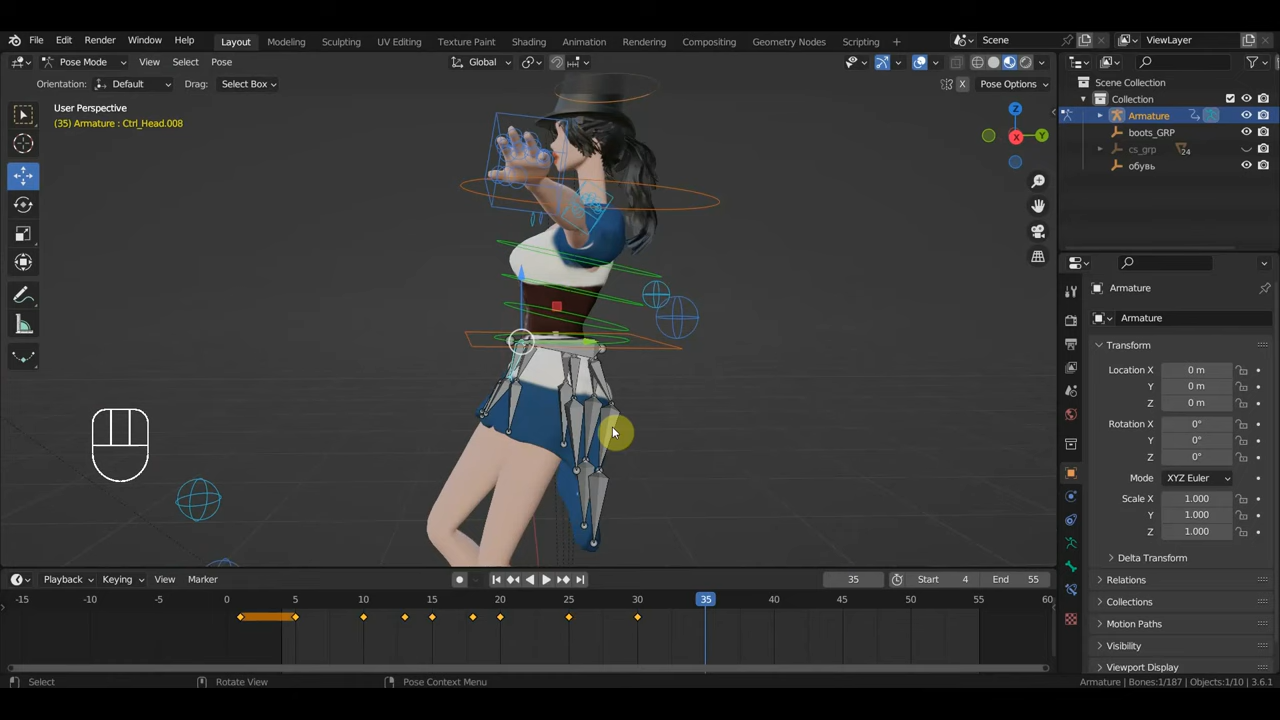 File Edit Render Window Help Layout Modeling Sculpting UV Editing Texture Paint Shading Animation Rendering Compositing Geometry Nodes Scripting + Scene ViewLayer
Pose Mode View Select Pose Global
Orientation: Default Drag: Select Box X Pose Options
User Perspective
(35) Armature : Ctrl_Head.008
Z
Y
X
Scene Collection
Collection
Armature
boots_GRP
cs_grp 24
обувь
Armature
Armature
Transform
Location X 0 m
Y 0 m
Z 0 m
Rotation X 0°
Y 0°
Z 0°
Mode XYZ Euler
Scale X 1.000
Y 1.000
Z 1.000
Delta Transform
Relations
Collections
Motion Paths
Visibility
Viewport Display
Playback Keying View Marker 35 Start 4 End 55
-15 -10 -5 0 5 10 15 20 25 30 35 40 45 50 55 60
Select Rotate View Pose Context Menu Armature | Bones:1/187 | Objects:1/10 | 3.6.1